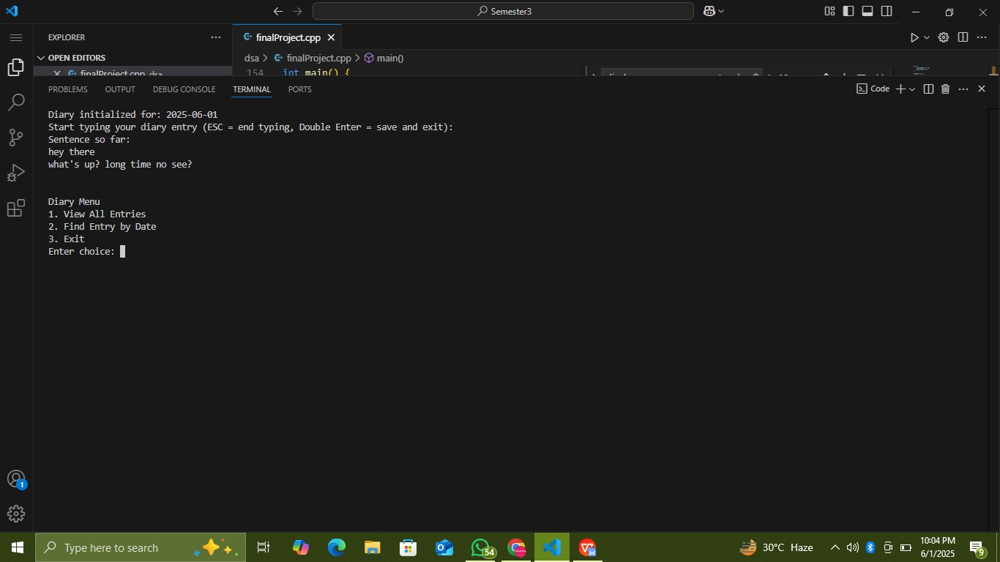 Semester3
EXPLORER
finalProject.cpp
OPEN EDITORS
dsa > finalProject.cpp > main()
finalProject.cpp dsa
154 int main() {
PROBLEMS OUTPUT DEBUG CONSOLE TERMINAL PORTS
Code
Diary initialized for: 2025-06-01
Start typing your diary entry (ESC = end typing, Double Enter = save and exit):
Sentence so far:
hey there
what's up? long time no see?
Diary Menu
1. View All Entries
2. Find Entry by Date
3. Exit
Enter choice:
1
Type here to search
54
30°C Haze
10:04 PM
6/1/2025
9